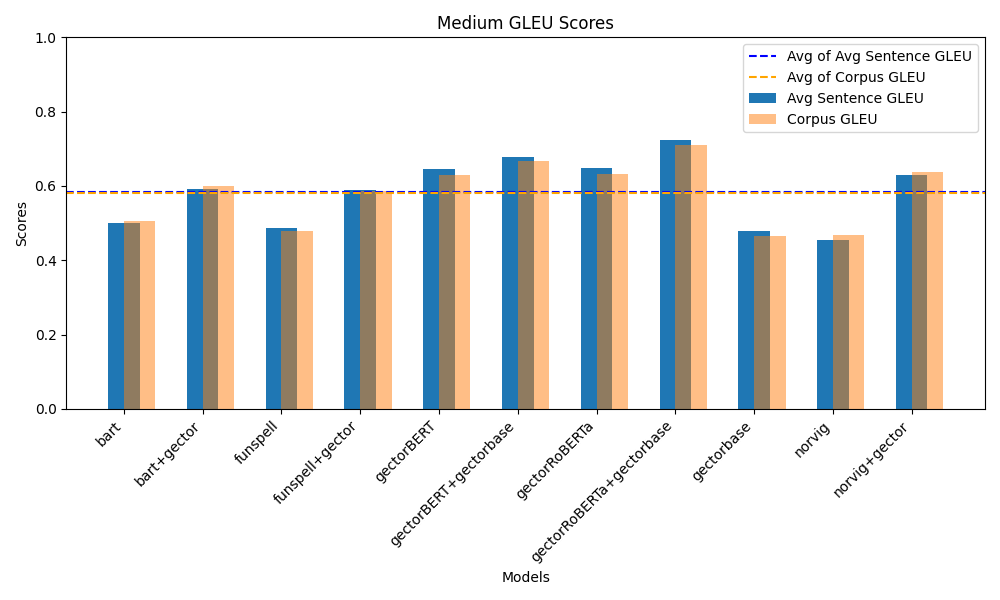 Medium GLEU Scores
Avg of Avg Sentence GLEU
Avg of Corpus GLEU
Avg Sentence GLEU
Corpus GLEU
Scores
1.0
0.8
0.6
0.4
0.2
0.0
bart
bart+gector
funspell
funspell+gector
gectorBERT
gectorBERT+gectorbase
gectorRoBERTa
gectorRoBERTa+gectorbase
gectorbase
norvig
norvig+gector
Models